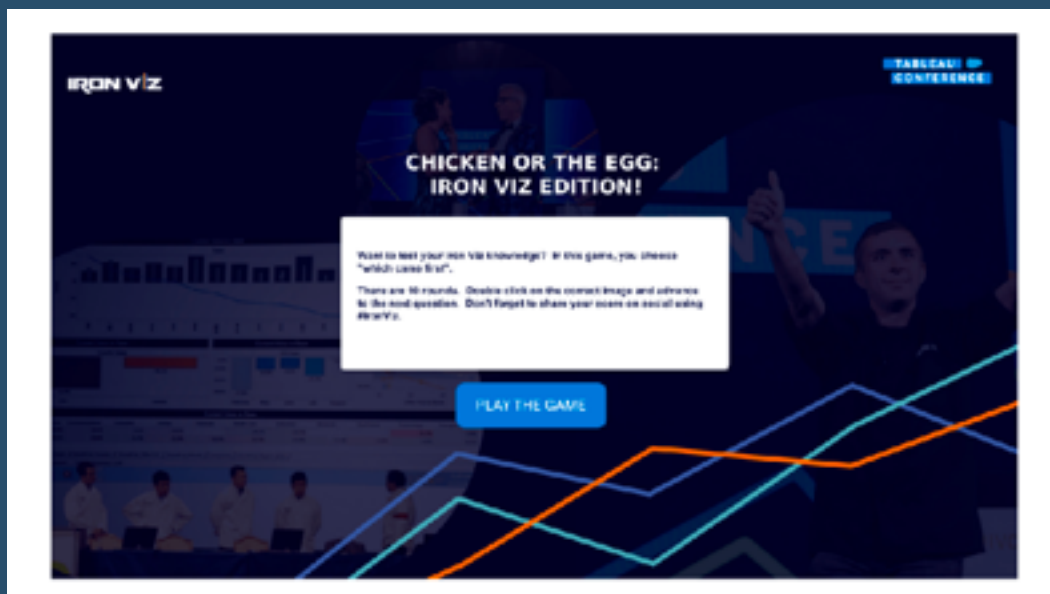 IRON VIZ
TABLEAU
CONFERENCE
CHICKEN OR THE EGG:
IRON VIZ EDITION!
Want to test your Iron Viz knowledge? In this game, you choose
"which came first".
There are 10 rounds. Double click on the correct image and advance
to the next question. Don't forget to share your score on social using
#IronViz.
PLAY THE GAME